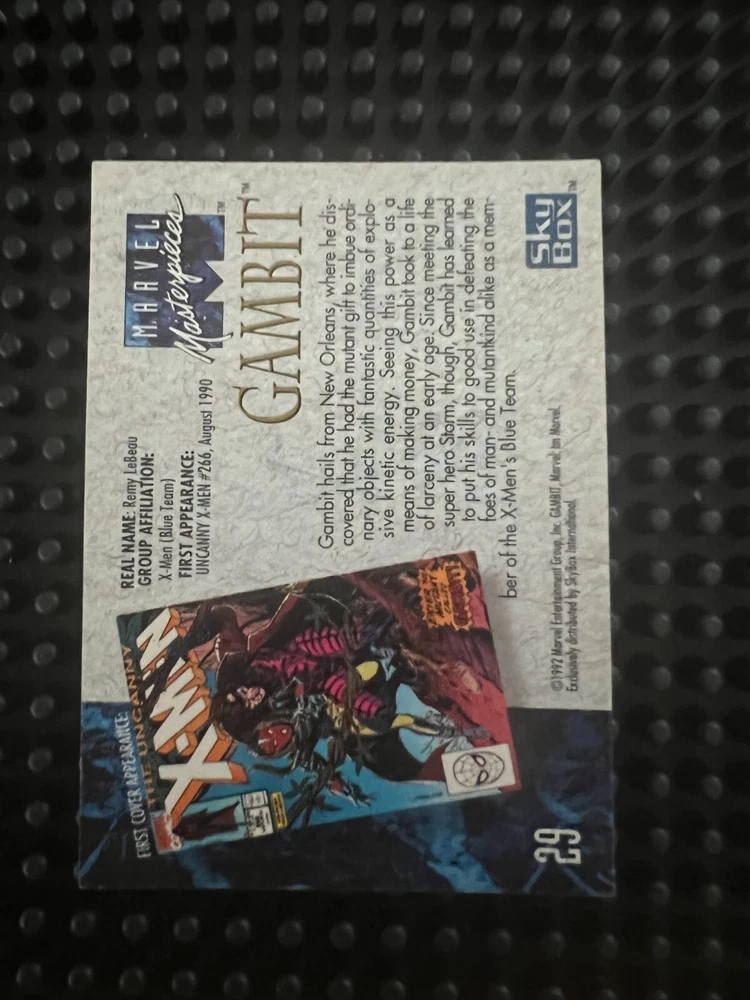 MARVEL
Masterpieces™
REAL NAME: Remy LeBeau
GROUP AFFILIATION:
X-Men (Blue Team)
FIRST APPEARANCE:
UNCANNY X-MEN #266, August 1990
GAMBIT™
Gambit hails from New Orleans, where he dis-
covered that he had the mutant gift to imbue ordi-
nary objects with fantastic quantities of explo-
sive kinetic energy. Seeing this power as a
means of making money, Gambit took to a life
of larceny at an early age. Since meeting the
super hero Storm, though, Gambit has learned
to put his skills to good use in defeating the
foes of man- and mutantkind alike as a mem-
ber of the X-Men's Blue Team.
FIRST COVER APPEARANCE:
THE UNCANNY
X-MEN
GAMBIT!
SkyBox™
©1992 Marvel Entertainment Group, Inc. GAMBIT, Marvel: tm Marvel.
Exclusively distributed by SkyBox International.
29